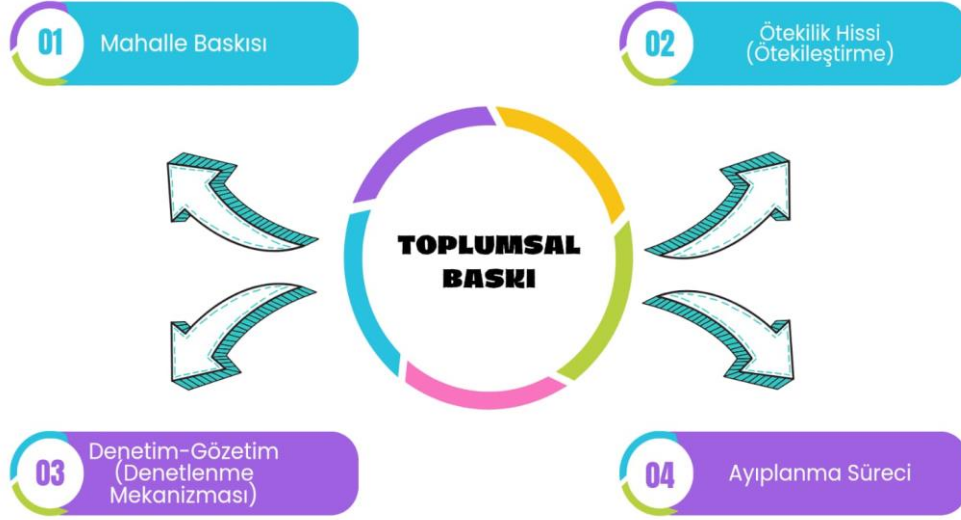 01
Mahalle Baskısı
02
Ötekilik Hissi
(Ötekileştirme)
TOPLUMSAL
BASKI
03
Denetim-Gözetim
(Denetlenme
Mekanizması)
04
Ayıplanma Süreci